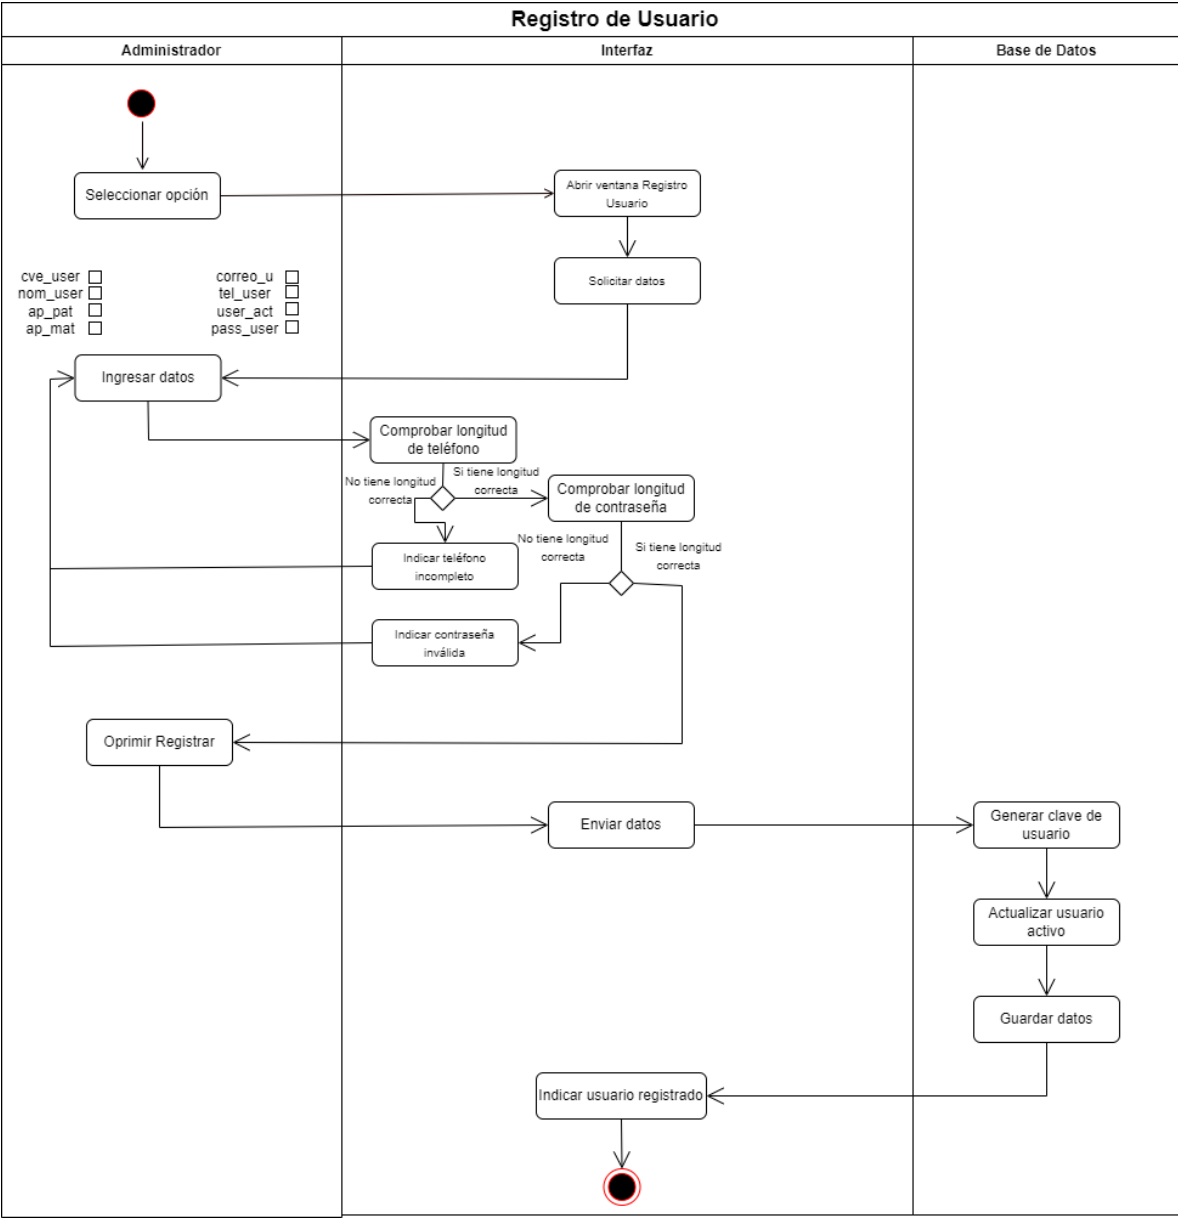 Registro de Usuario
Administrador
Interfaz
Base de Datos
Seleccionar opción
Abrir ventana Registro
Usuario
Solicitar datos
cve_user
correo_u
nom_user
tel_user
ap_pat
user_act
ap_mat
pass_user
Ingresar datos
Comprobar longitud
de teléfono
No tiene longitud
correcta
Si tiene longitud
correcta
Comprobar longitud
de contraseña
No tiene longitud
correcta
Si tiene longitud
correcta
Indicar teléfono
incompleto
Indicar contraseña
inválida
Oprimir Registrar
Enviar datos
Generar clave de
usuario
Actualizar usuario
activo
Guardar datos
Indicar usuario registrado